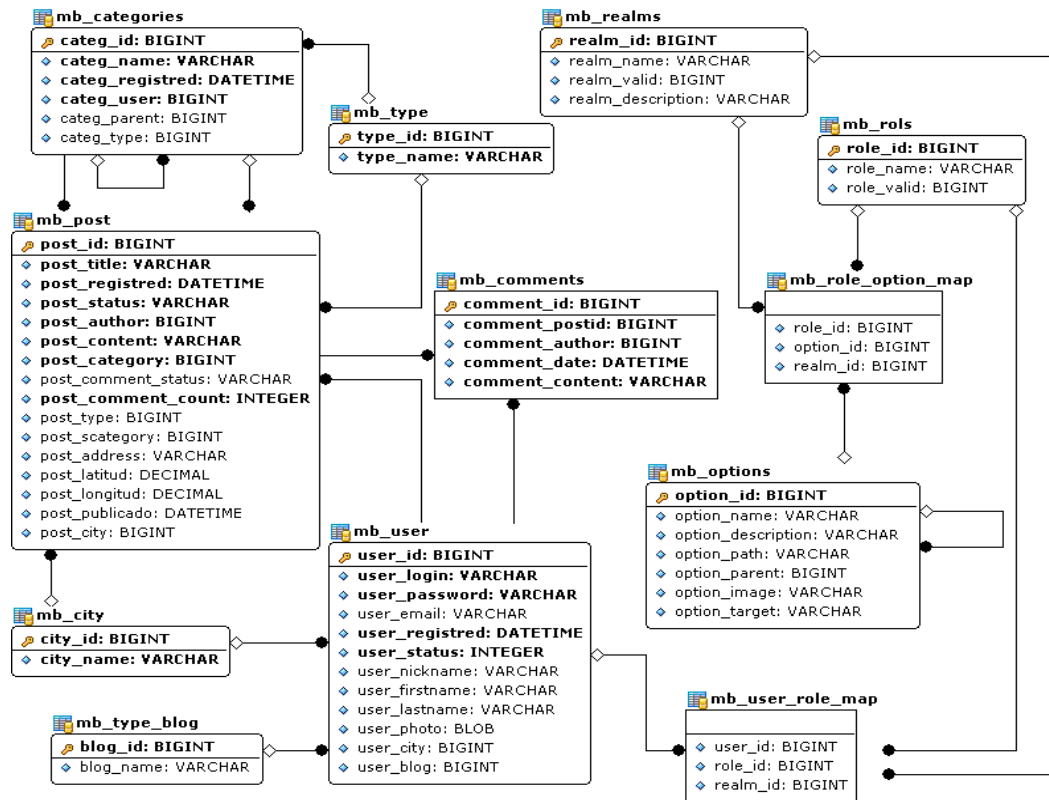 mb_categories
categ_id: BIGINT
categ_name: VARCHAR
categ_registred: DATETIME
categ_user: BIGINT
categ_parent: BIGINT
categ_type: BIGINT
mb_type
type_id: BIGINT
type_name: VARCHAR
mb_realms
realm_id: BIGINT
realm_name: VARCHAR
realm_valid: BIGINT
realm_description: VARCHAR
mb_rols
role_id: BIGINT
role_name: VARCHAR
role_valid: BIGINT
mb_post
post_id: BIGINT
post_title: VARCHAR
post_registred: DATETIME
post_status: VARCHAR
post_author: BIGINT
post_content: VARCHAR
post_category: BIGINT
post_comment_status: VARCHAR
post_comment_count: INTEGER
post_type: BIGINT
post_scategory: BIGINT
post_address: VARCHAR
post_latitud: DECIMAL
post_longitud: DECIMAL
post_publicado: DATETIME
post_city: BIGINT
mb_comments
comment_id: BIGINT
comment_postid: BIGINT
comment_author: BIGINT
comment_date: DATETIME
comment_content: VARCHAR
mb_role_option_map
role_id: BIGINT
option_id: BIGINT
realm_id: BIGINT
mb_options
option_id: BIGINT
option_name: VARCHAR
option_description: VARCHAR
option_path: VARCHAR
option_parent: BIGINT
option_image: VARCHAR
option_target: VARCHAR
mb_user
user_id: BIGINT
user_login: VARCHAR
user_password: VARCHAR
user_email: VARCHAR
user_registred: DATETIME
user_status: INTEGER
user_nickname: VARCHAR
user_firstname: VARCHAR
user_lastname: VARCHAR
user_photo: BLOB
user_city: BIGINT
user_blog: BIGINT
mb_city
city_id: BIGINT
city_name: VARCHAR
mb_type_blog
blog_id: BIGINT
blog_name: VARCHAR
mb_user_role_map
user_id: BIGINT
role_id: BIGINT
realm_id: BIGINT